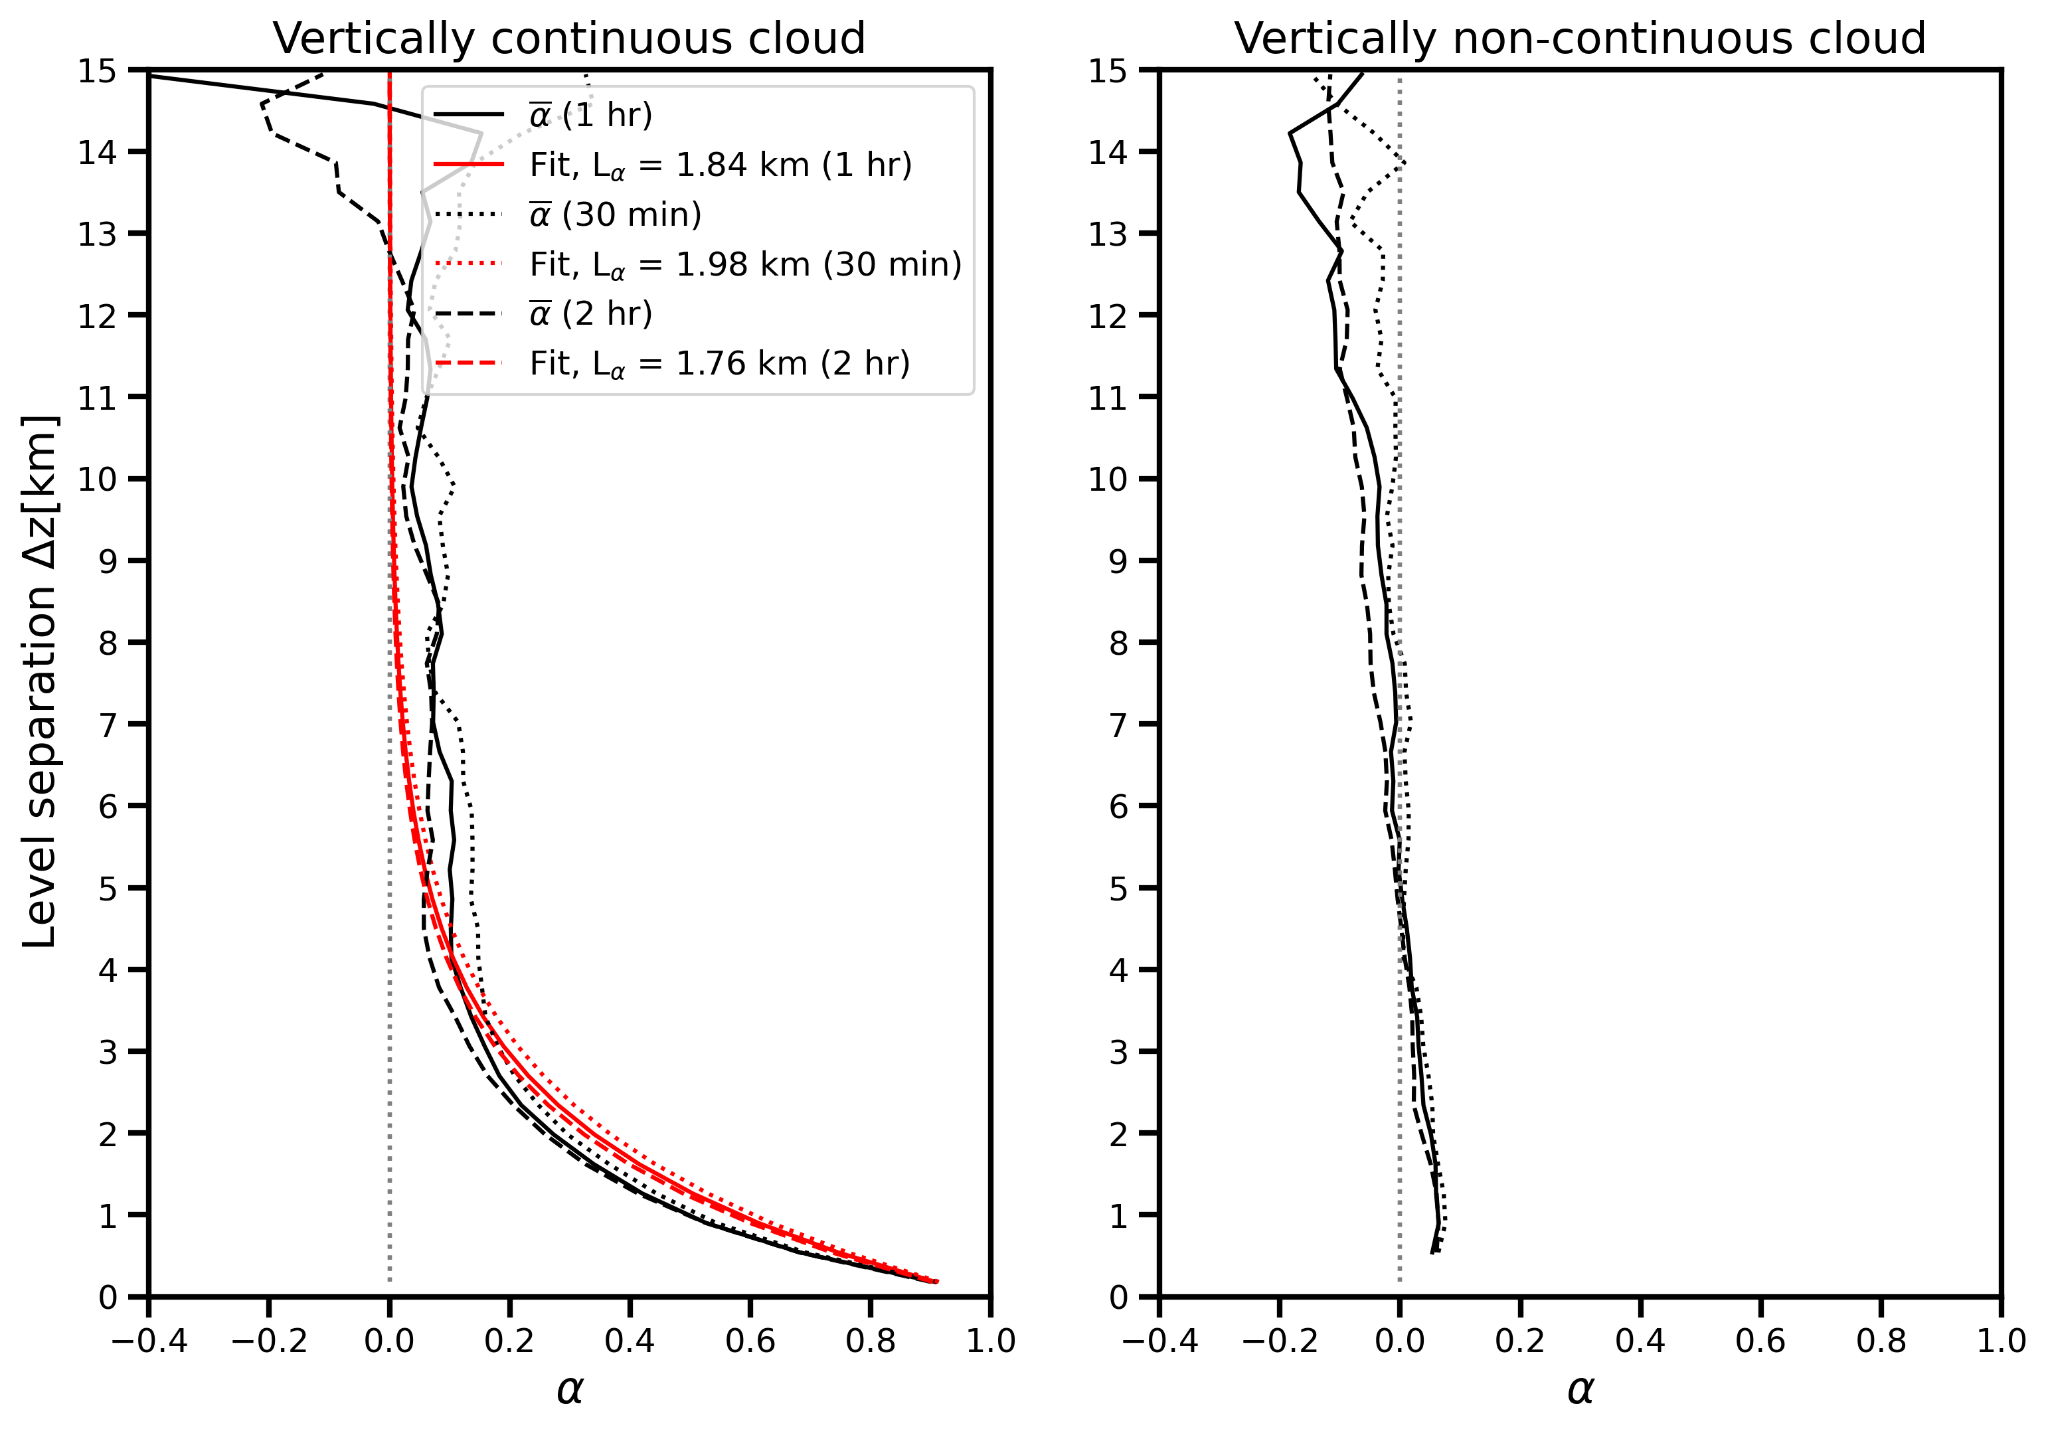 Vertically continuous cloud
Vertically non-continuous cloud
Level separation Δz[km]
15
14
13
12
11
10
9
8
7
6
5
4
3
2
1
0
−0.4 −0.2 0.0 0.2 0.4 0.6 0.8 1.0
α
α̅ (1 hr)
Fit, Lα = 1.84 km (1 hr)
α̅ (30 min)
Fit, Lα = 1.98 km (30 min)
α̅ (2 hr)
Fit, Lα = 1.76 km (2 hr)
15
14
13
12
11
10
9
8
7
6
5
4
3
2
1
0
−0.4 −0.2 0.0 0.2 0.4 0.6 0.8 1.0
α